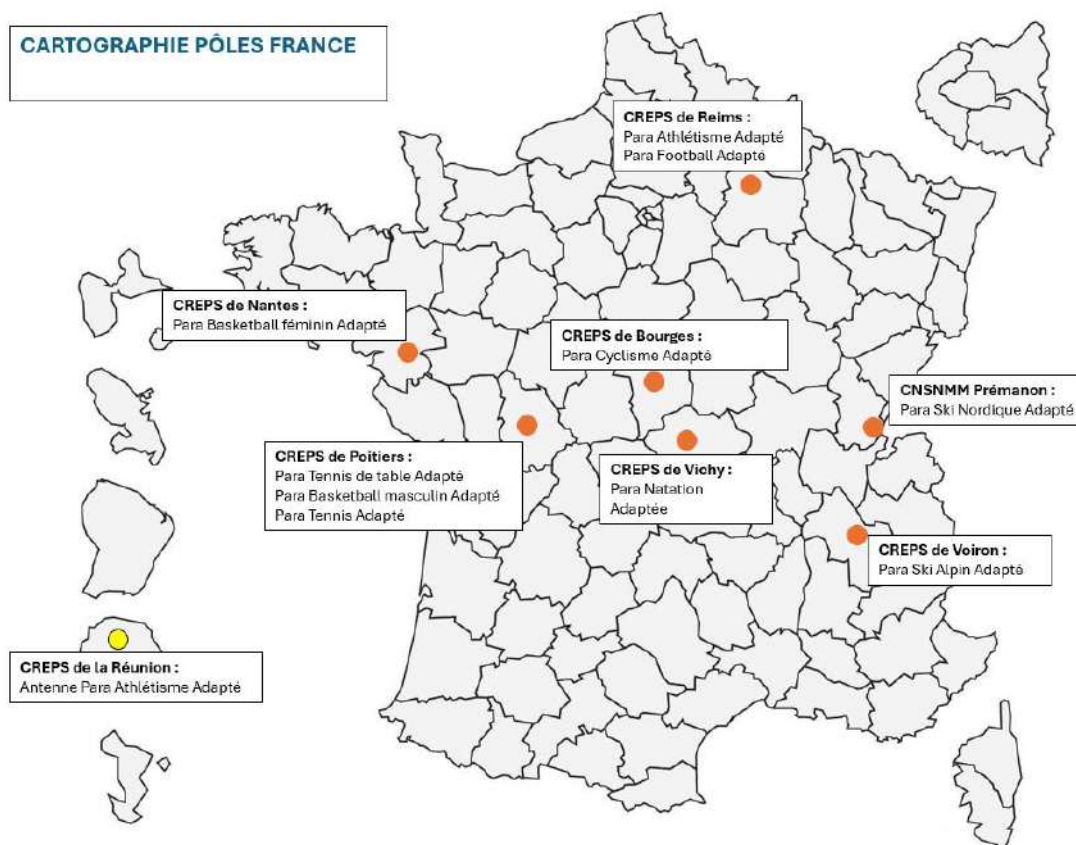 CARTOGRAPHIE PÔLES FRANCE
CREPS de Reims :
Para Athlétisme Adapté
Para Football Adapté
CREPS de Nantes :
Para Basketball féminin Adapté
CREPS de Bourges :
Para Cyclisme Adapté
CNSNMM Prémanon :
Para Ski Nordique Adapté
CREPS de Poitiers :
Para Tennis de table Adapté
Para Basketball masculin Adapté
Para Tennis Adapté
CREPS de Vichy :
Para Natation
Adaptée
CREPS de Voiron :
Para Ski Alpin Adapté
CREPS de la Réunion :
Antenne Para Athlétisme Adapté